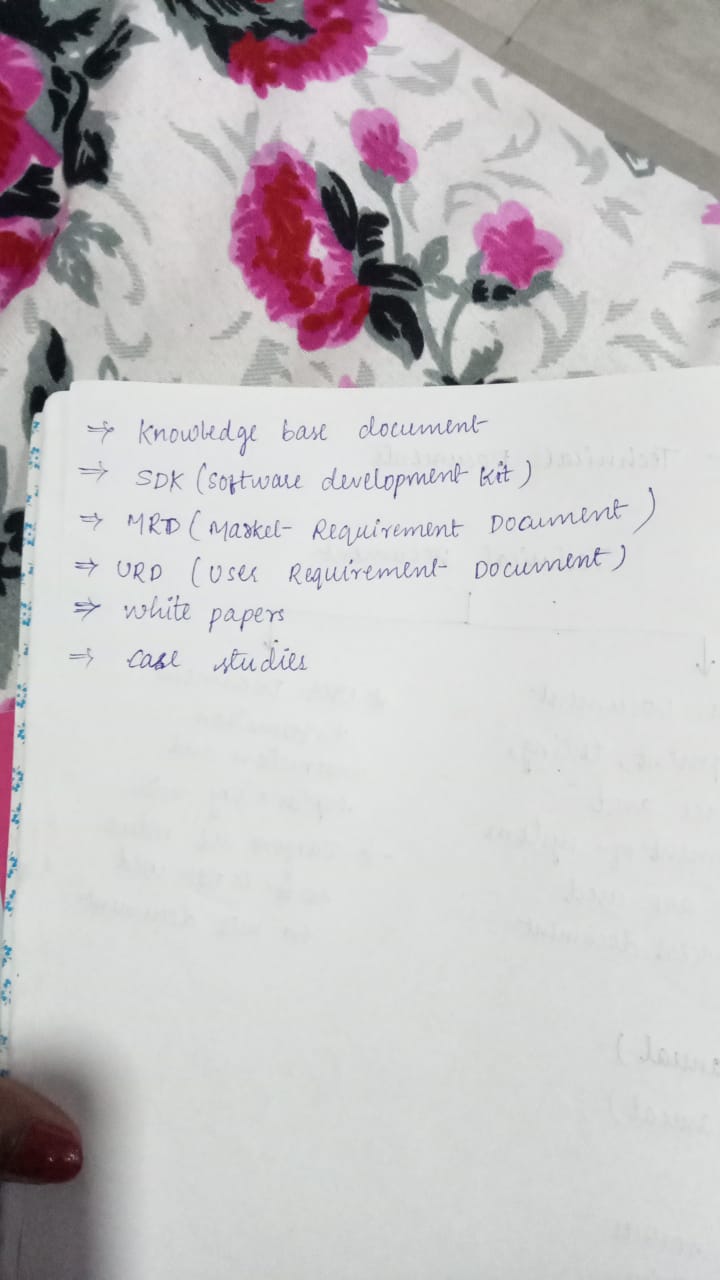 ⇒ Knowledge base document
⇒ SDK (Software development Kit)
⇒ MRD (Market Requirement Document)
⇒ URD (User Requirement Document)
⇒ white papers
⇒ case studies